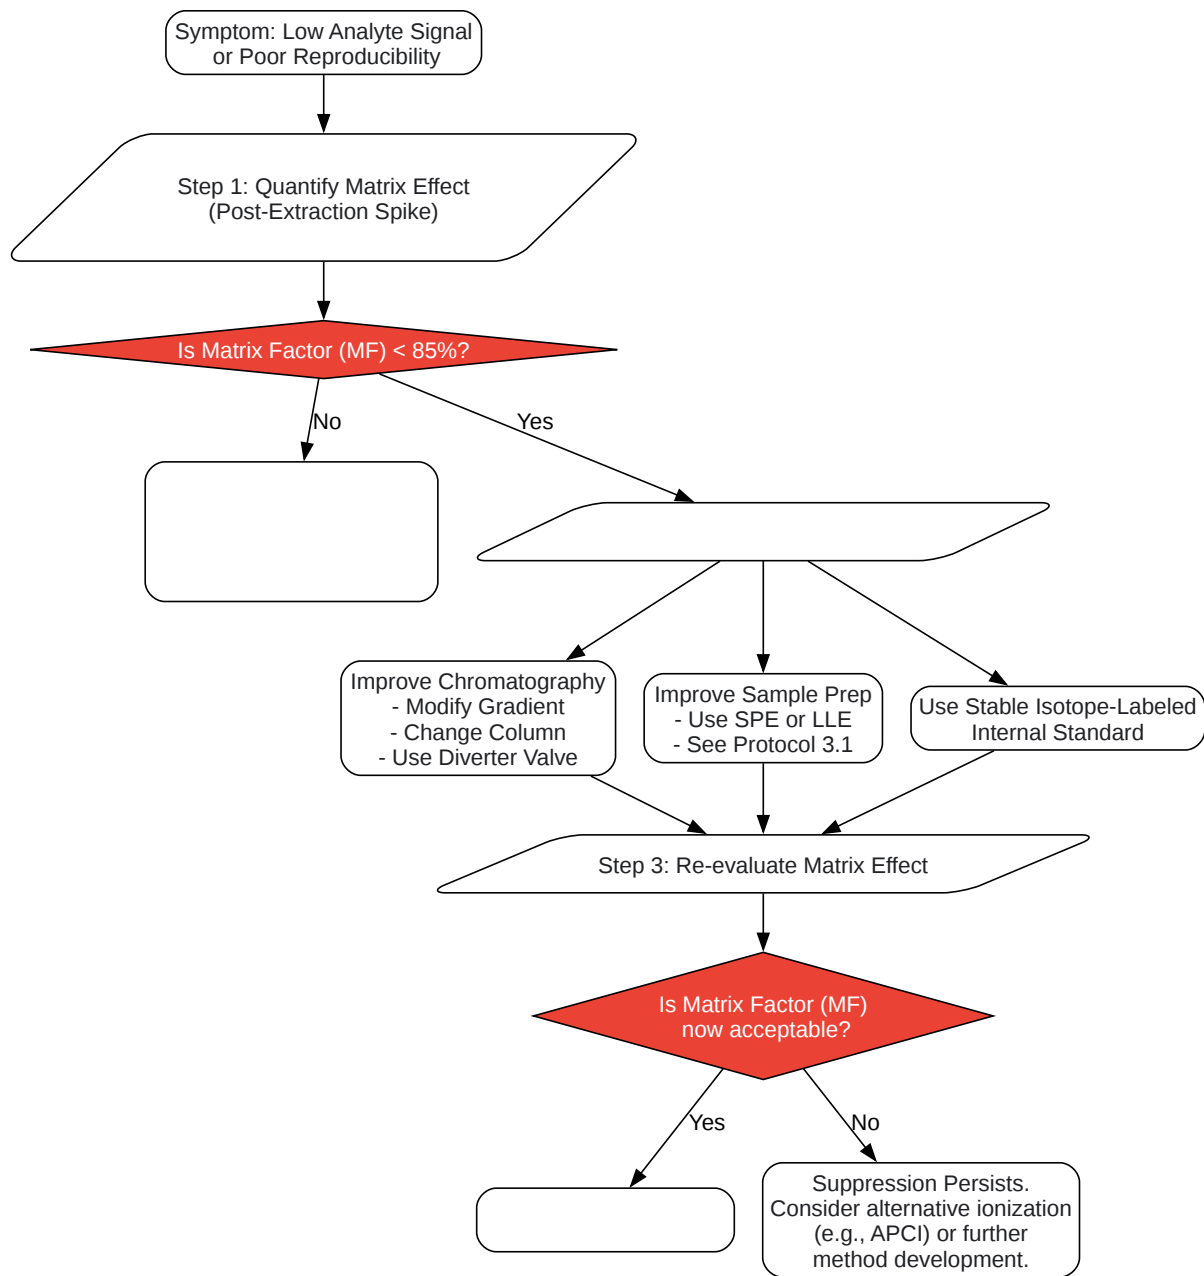 Symptom: Low Analyte Signal
or Poor Reproducibility
Step 1: Quantify Matrix Effect
(Post-Extraction Spike)
Is Matrix Factor (MF) < 85%?
No
Yes
Improve Chromatography
- Modify Gradient
- Change Column
- Use Diverter Valve
Improve Sample Prep
- Use SPE or LLE
- See Protocol 3.1
Use Stable Isotope-Labeled
Internal Standard
Step 3: Re-evaluate Matrix Effect
Is Matrix Factor (MF)
now acceptable?
Yes
No
Suppression Persists.
Consider alternative ionization
(e.g., APCI) or further
method development.